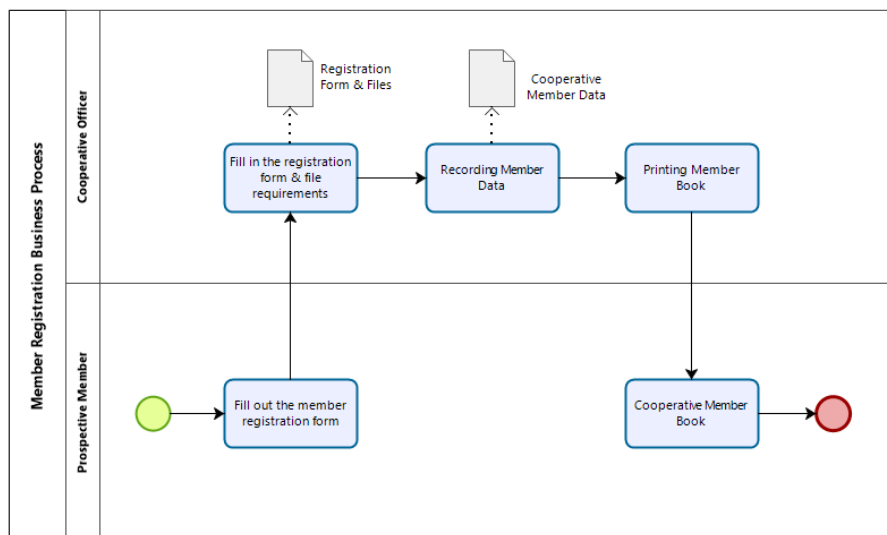 Member Registration Business Process
Cooperative Officer
Registration
Form & Files
Cooperative
Member Data
Fill in the registration
form & file
requirements
Recording Member
Data
Printing Member
Book
Prospective Member
Fill out the member
registration form
Cooperative Member
Book